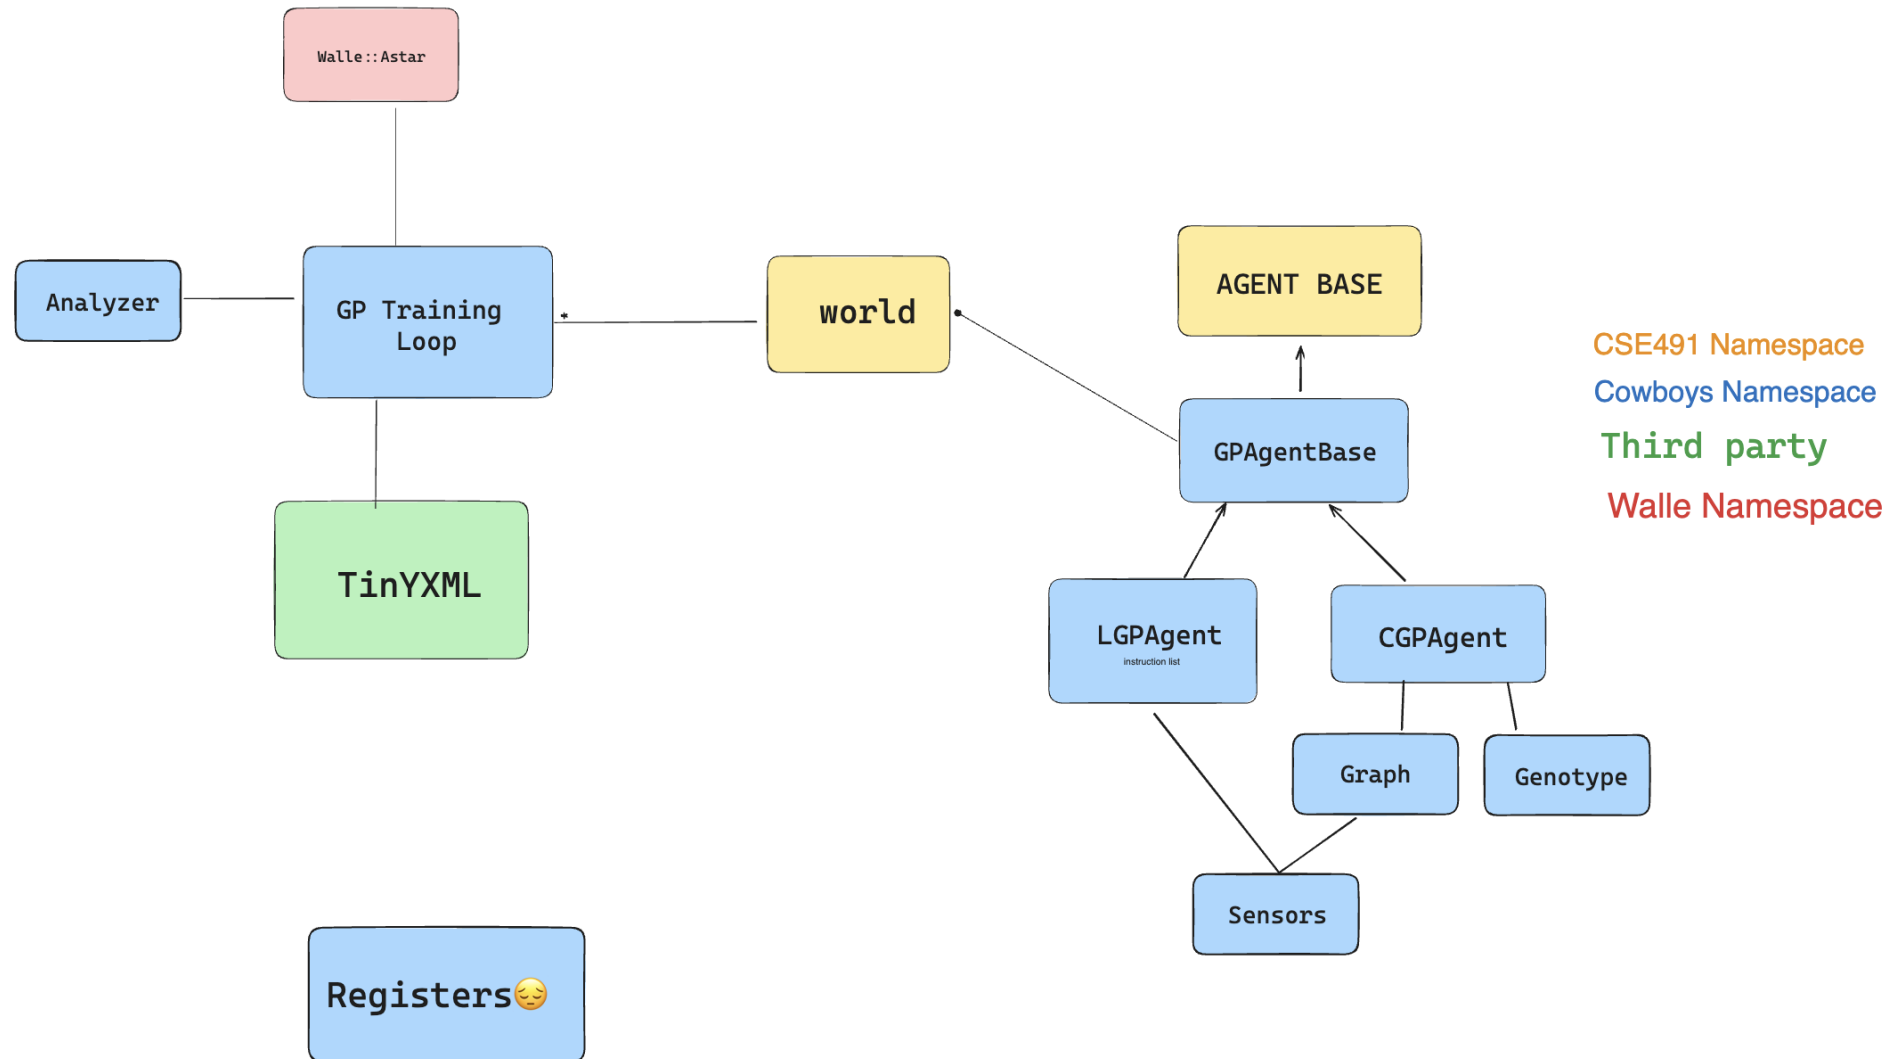 Walle::Astar
AGENT BASE
Analyzer
GP Training
Loop
*
world
CSE491 Namespace
Cowboys Namespace
GPAgentBase
Third party
Walle Namespace
TinYXML
LGPAgent
instruction list
CGPAgent
Graph
Genotype
Sensors
Registers😔